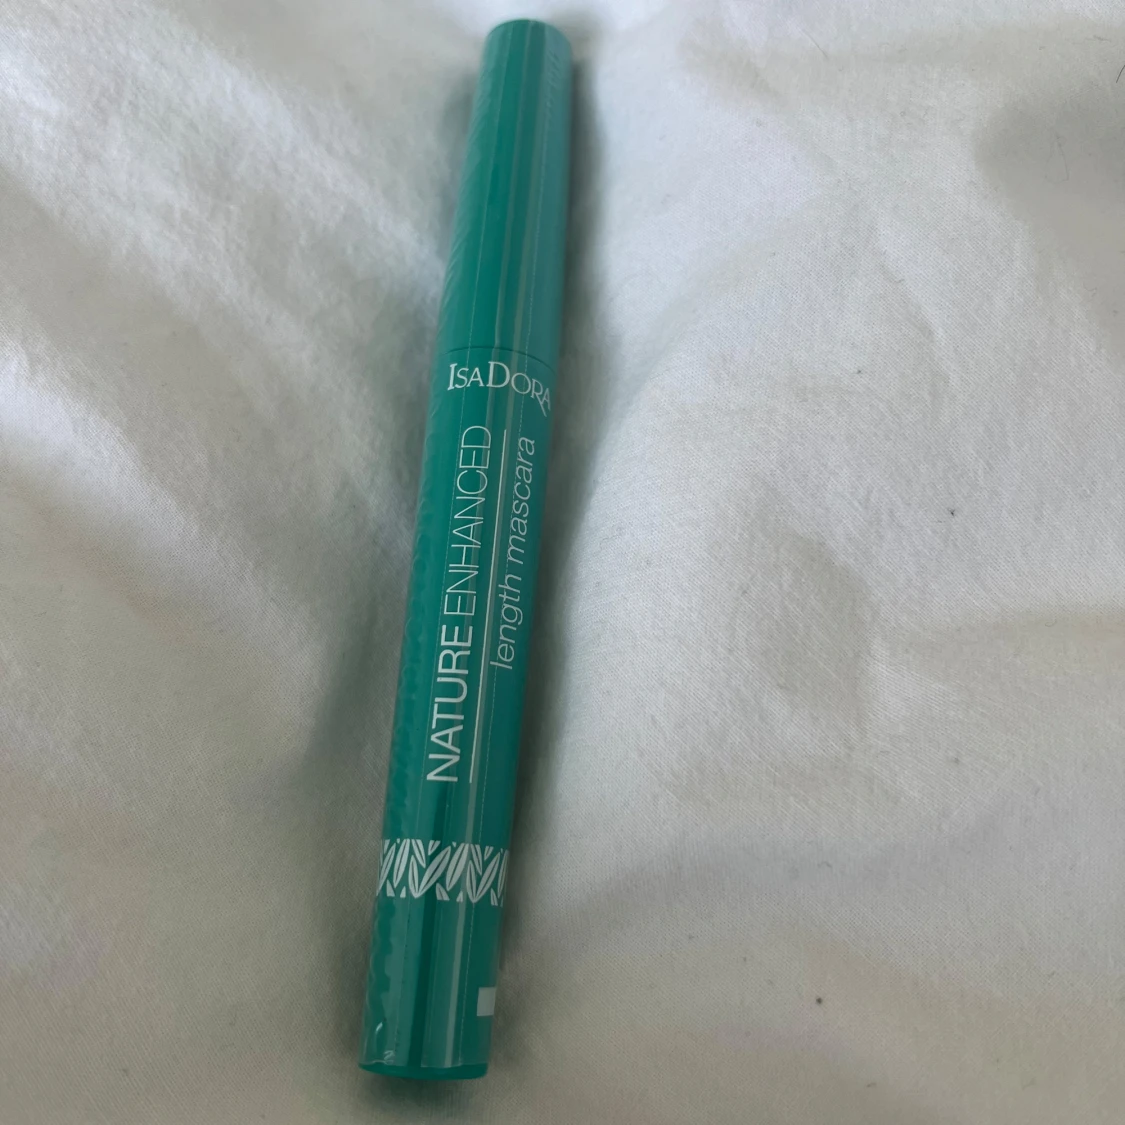 IsaDora
NATURE ENHANCED
length mascara